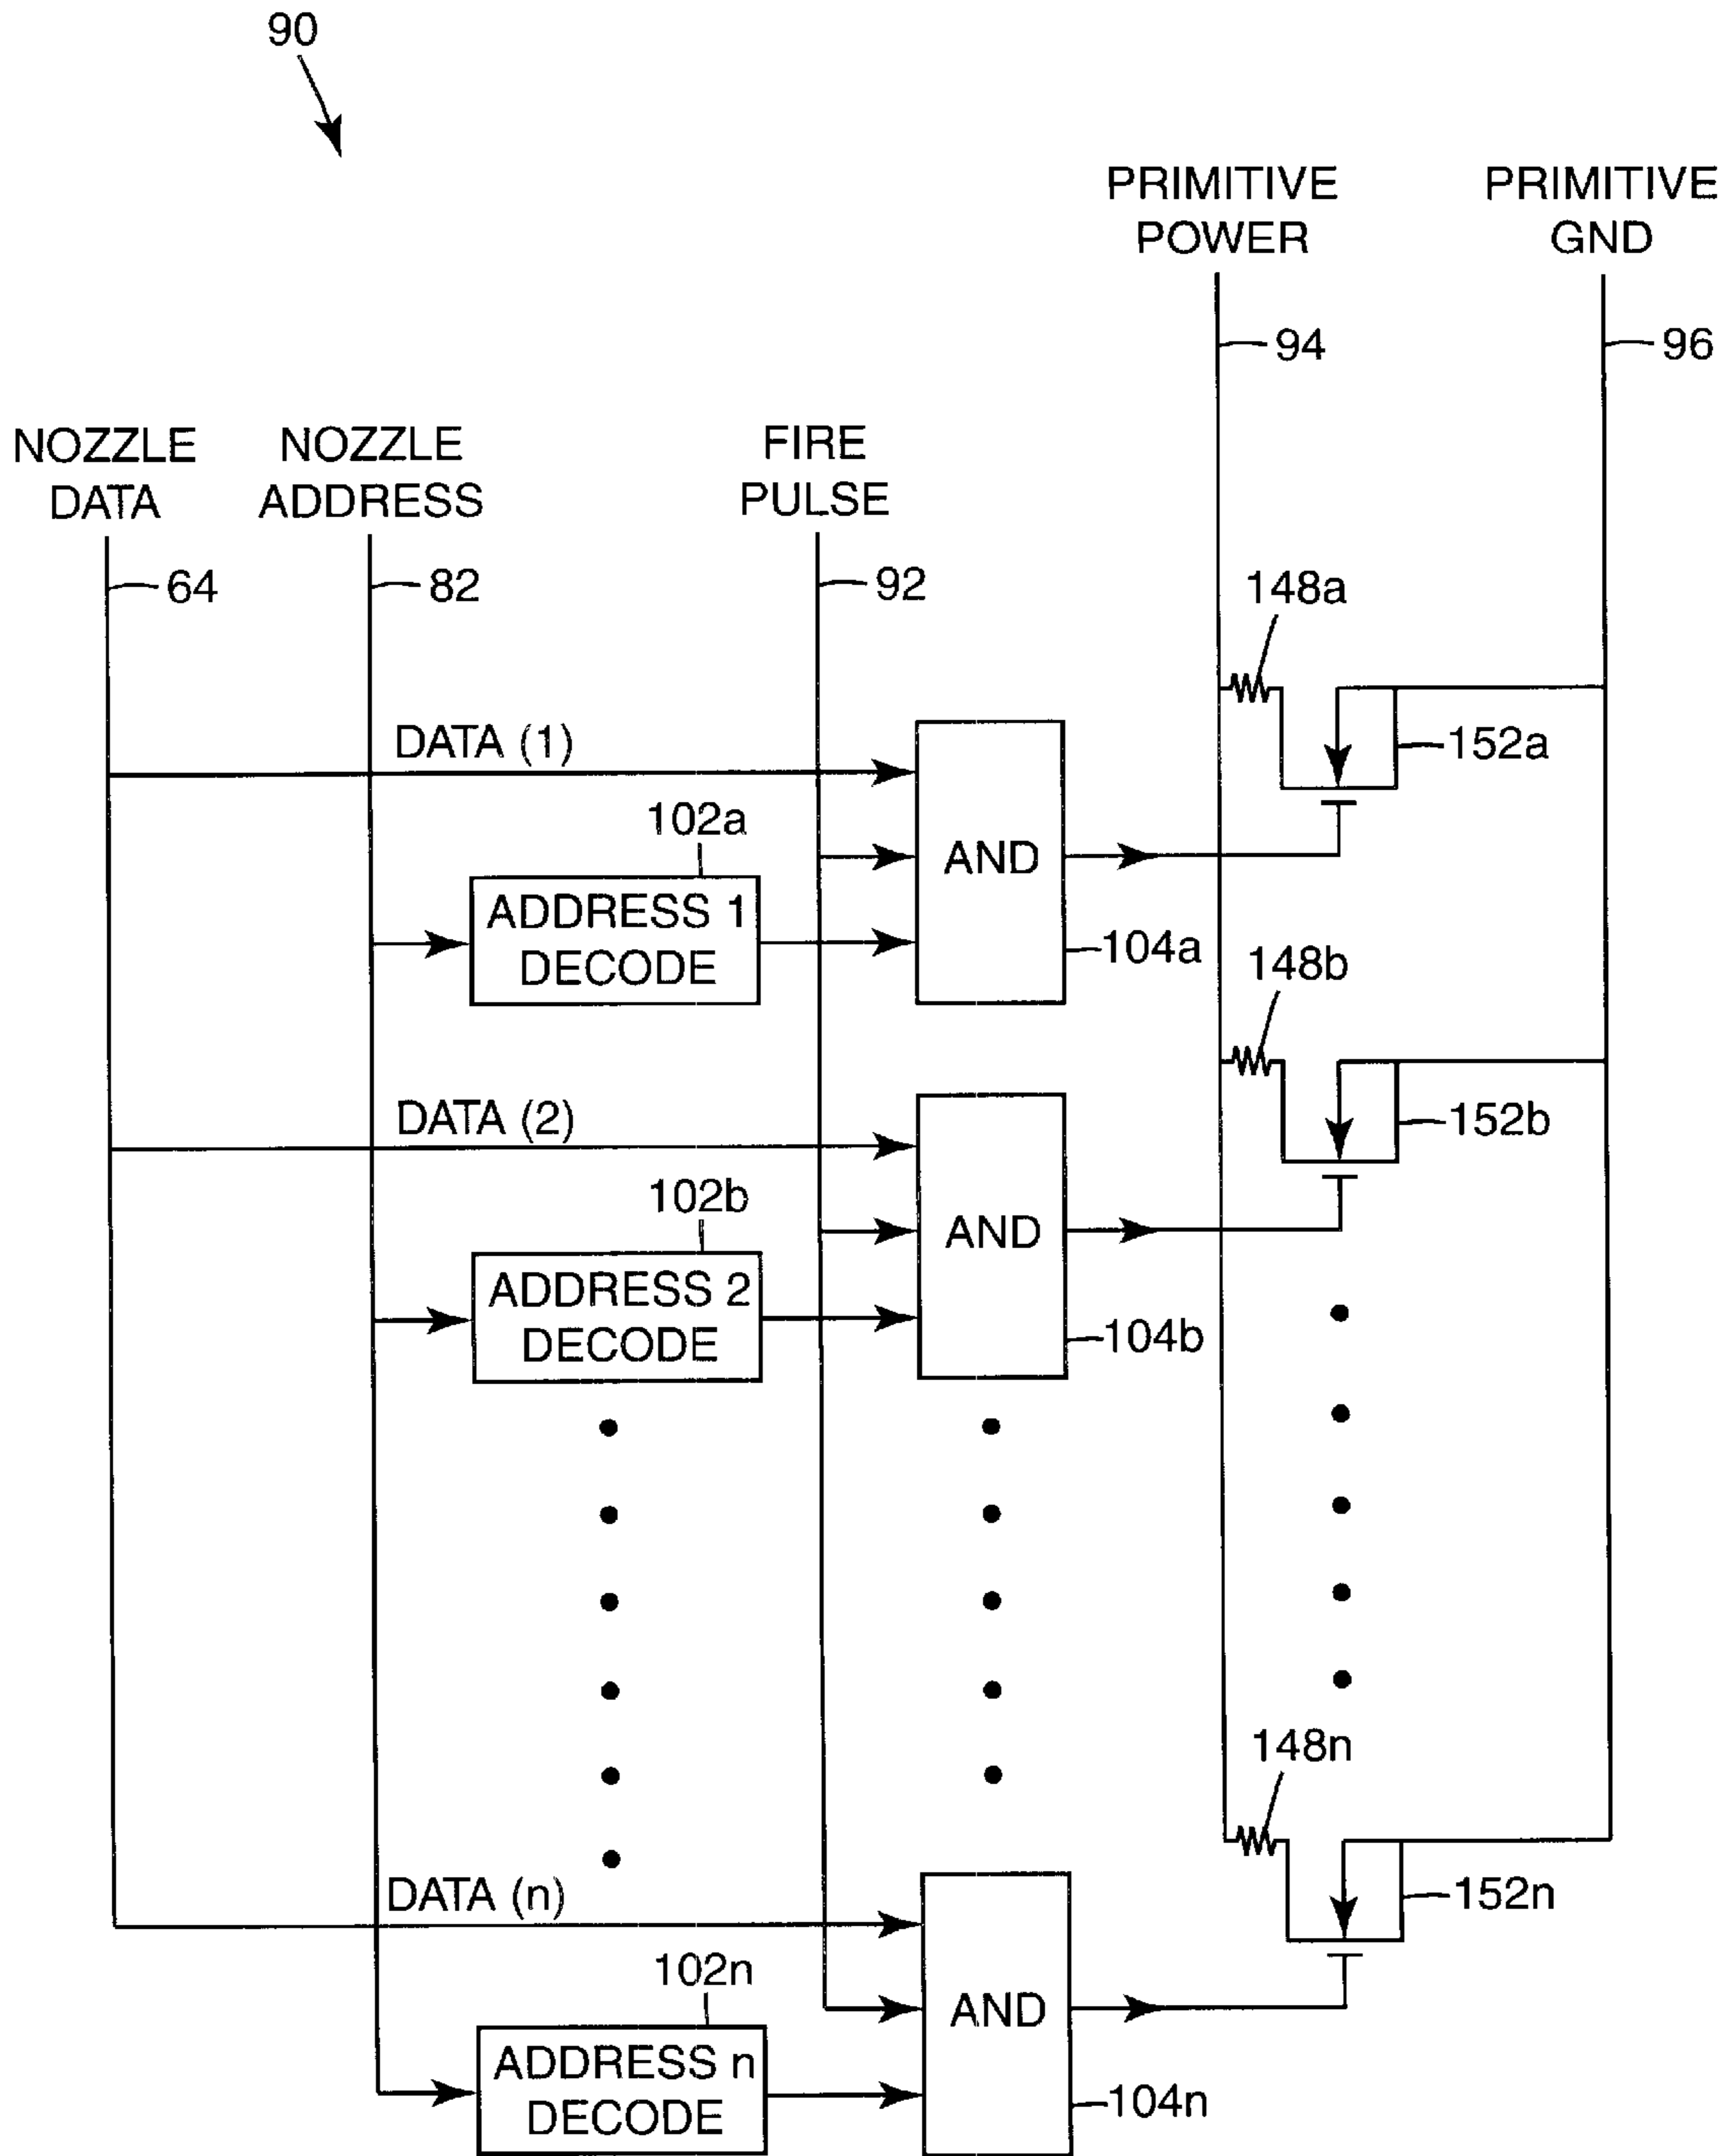 90
PRIMITIVE
POWER
PRIMITIVE
GND
94
96
NOZZLE
DATA
NOZZLE
ADDRESS
FIRE
PULSE
64
82
92
148a
152a
DATA (1)
102a
ADDRESS 1
DECODE
AND
104a
148b
152b
DATA (2)
102b
ADDRESS 2
DECODE
AND
104b
148n
152n
DATA (n)
102n
ADDRESS n
DECODE
AND
104n